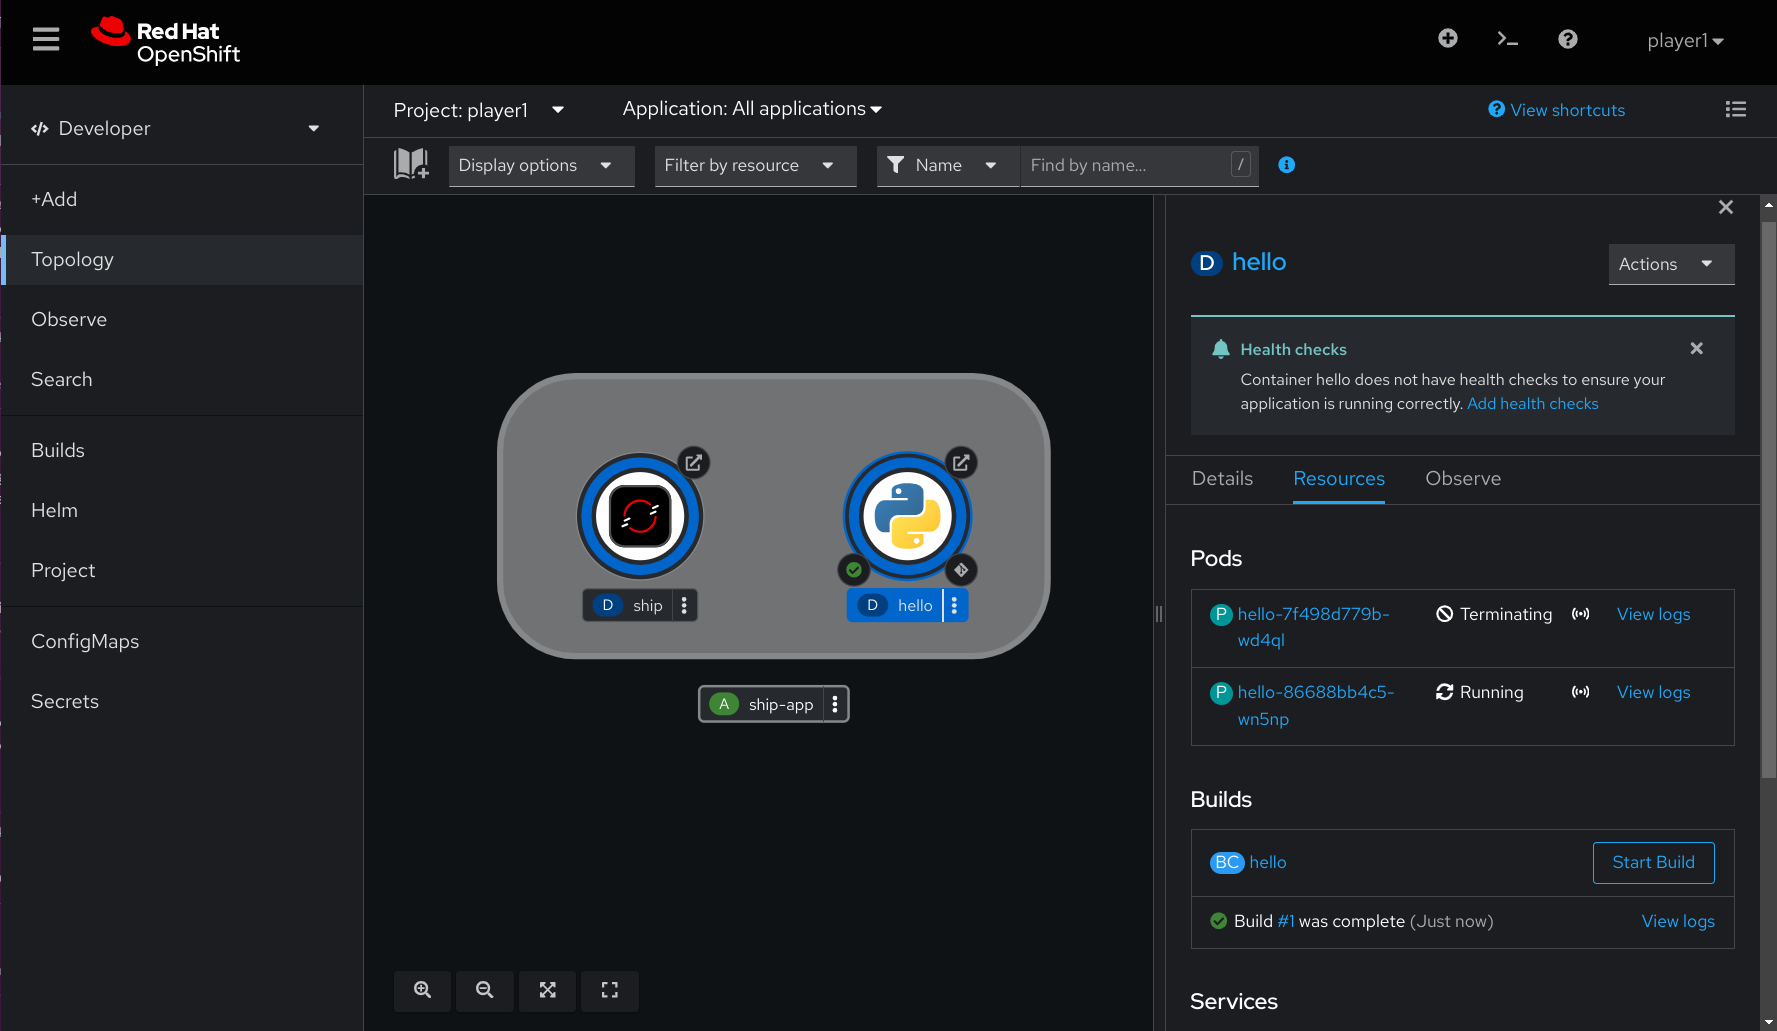 Red Hat
OpenShift
player1
Developer
+Add
Topology
Observe
Search
Builds
Helm
Project
ConfigMaps
Secrets
Project: player1
Application: All applications
View shortcuts
Display options
Filter by resource
Name
Find by name...
/
D ship
D hello
A ship-app
D hello
Actions
Health checks
Container hello does not have health checks to ensure your
application is running correctly. Add health checks
Details
Resources
Observe
Pods
P hello-7f498d779b-
wd4ql
Terminating
View logs
P hello-86688bb4c5-
wn5np
Running
View logs
Builds
BC hello
Start Build
Build #1 was complete (Just now)
View logs
Services